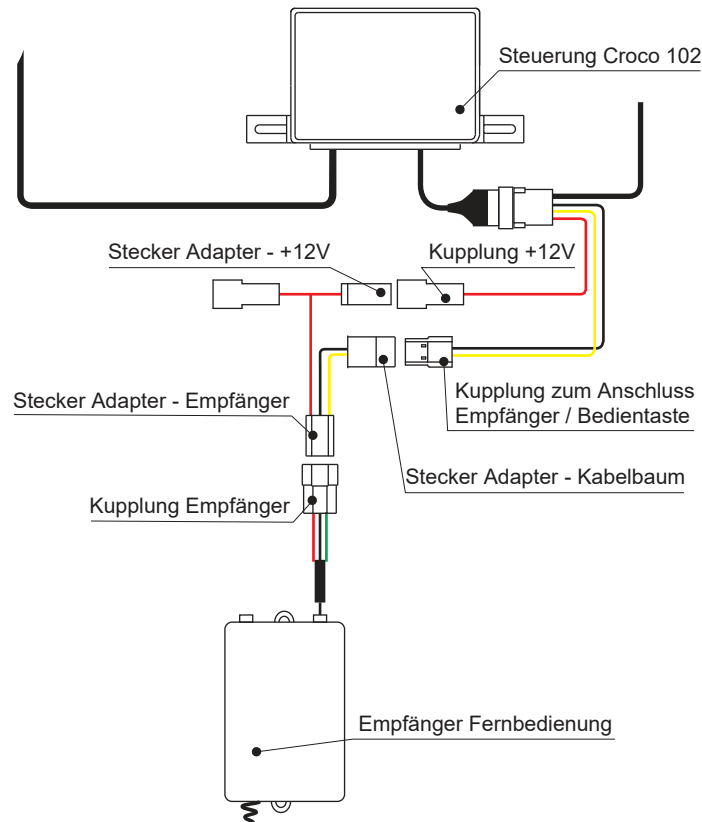 Steuerung Croco 102
Stecker Adapter - +12V
Kupplung +12V
Kupplung zum Anschluss
Empfänger / Bedientaste
Stecker Adapter - Empfänger
Stecker Adapter - Kabelbaum
Kupplung Empfänger
Empfänger Fernbedienung